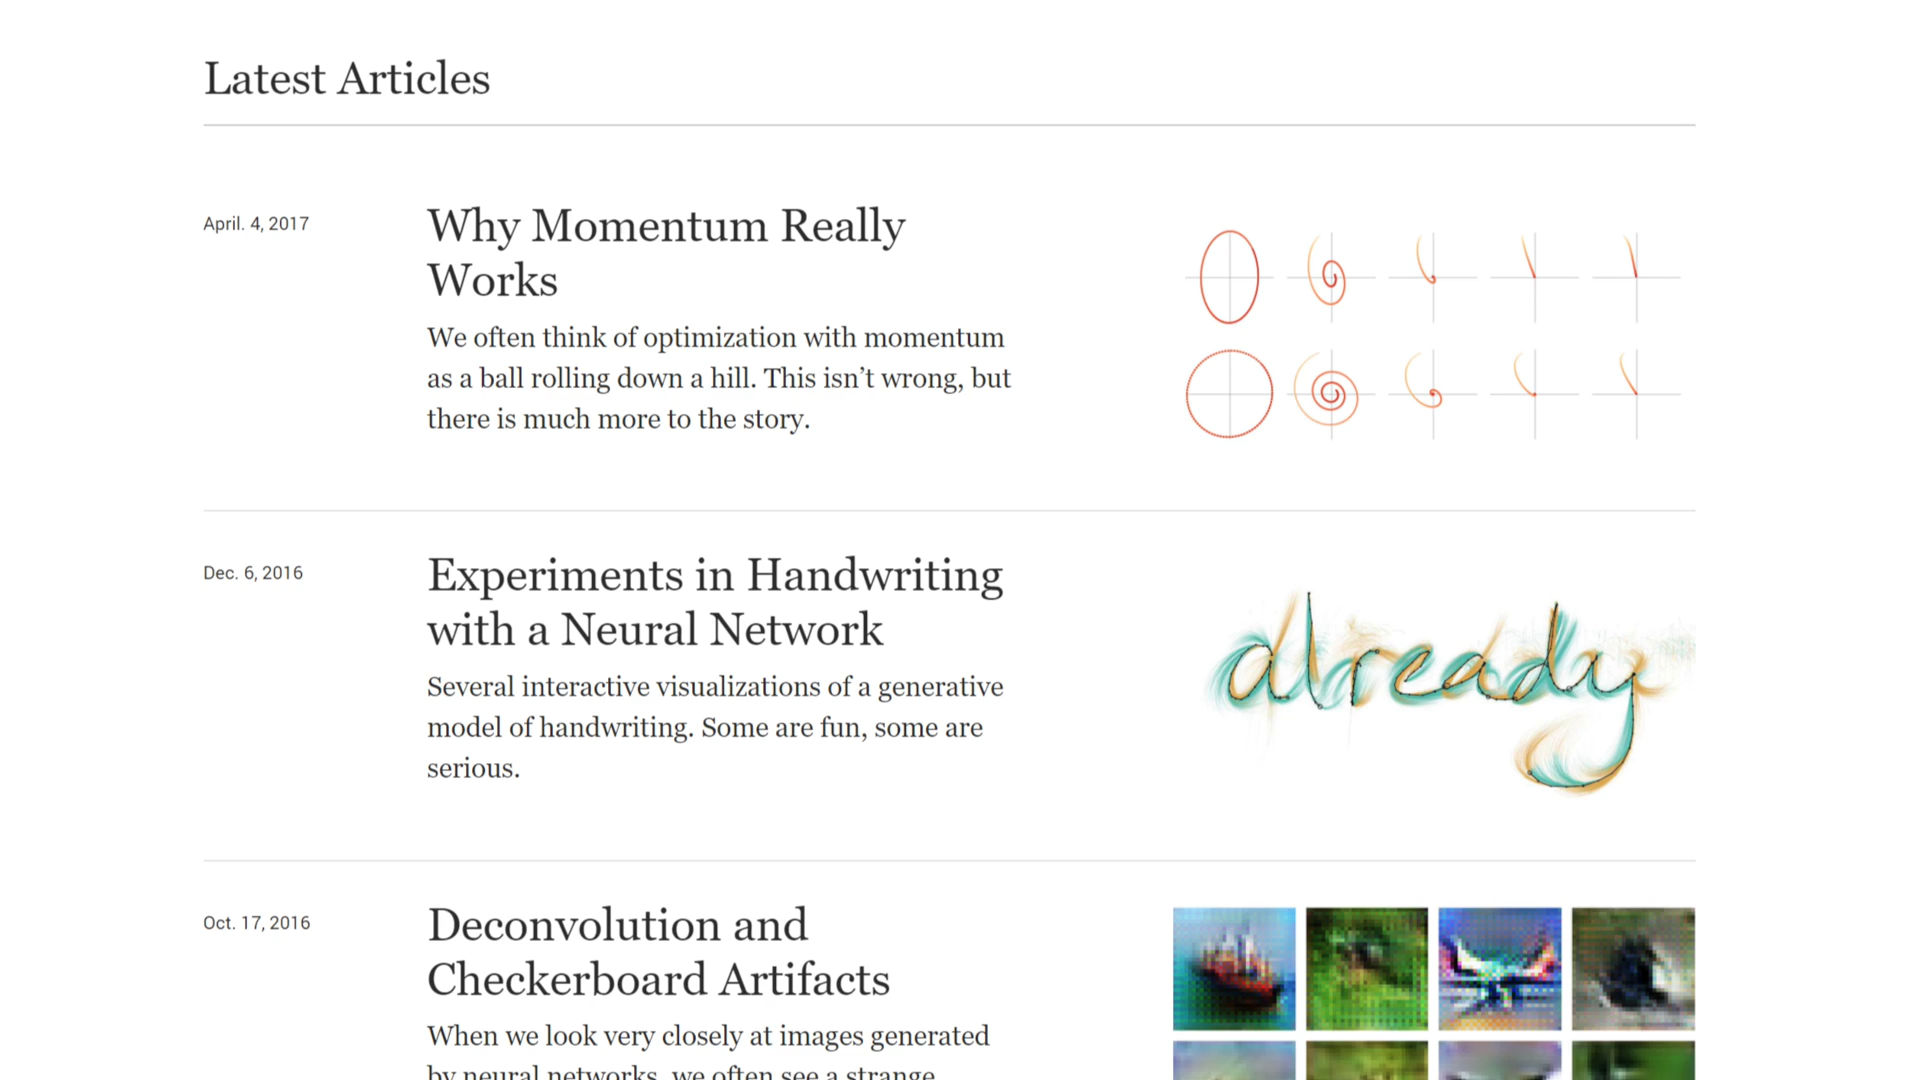 Latest Articles
April. 4, 2017
Why Momentum Really
Works
We often think of optimization with momentum
as a ball rolling down a hill. This isn’t wrong, but
there is much more to the story.
Dec. 6, 2016
Experiments in Handwriting
with a Neural Network
Several interactive visualizations of a generative
model of handwriting. Some are fun, some are
serious.
already
Oct. 17, 2016
Deconvolution and
Checkerboard Artifacts
When we look very closely at images generated
by neural networks, we often see a strange